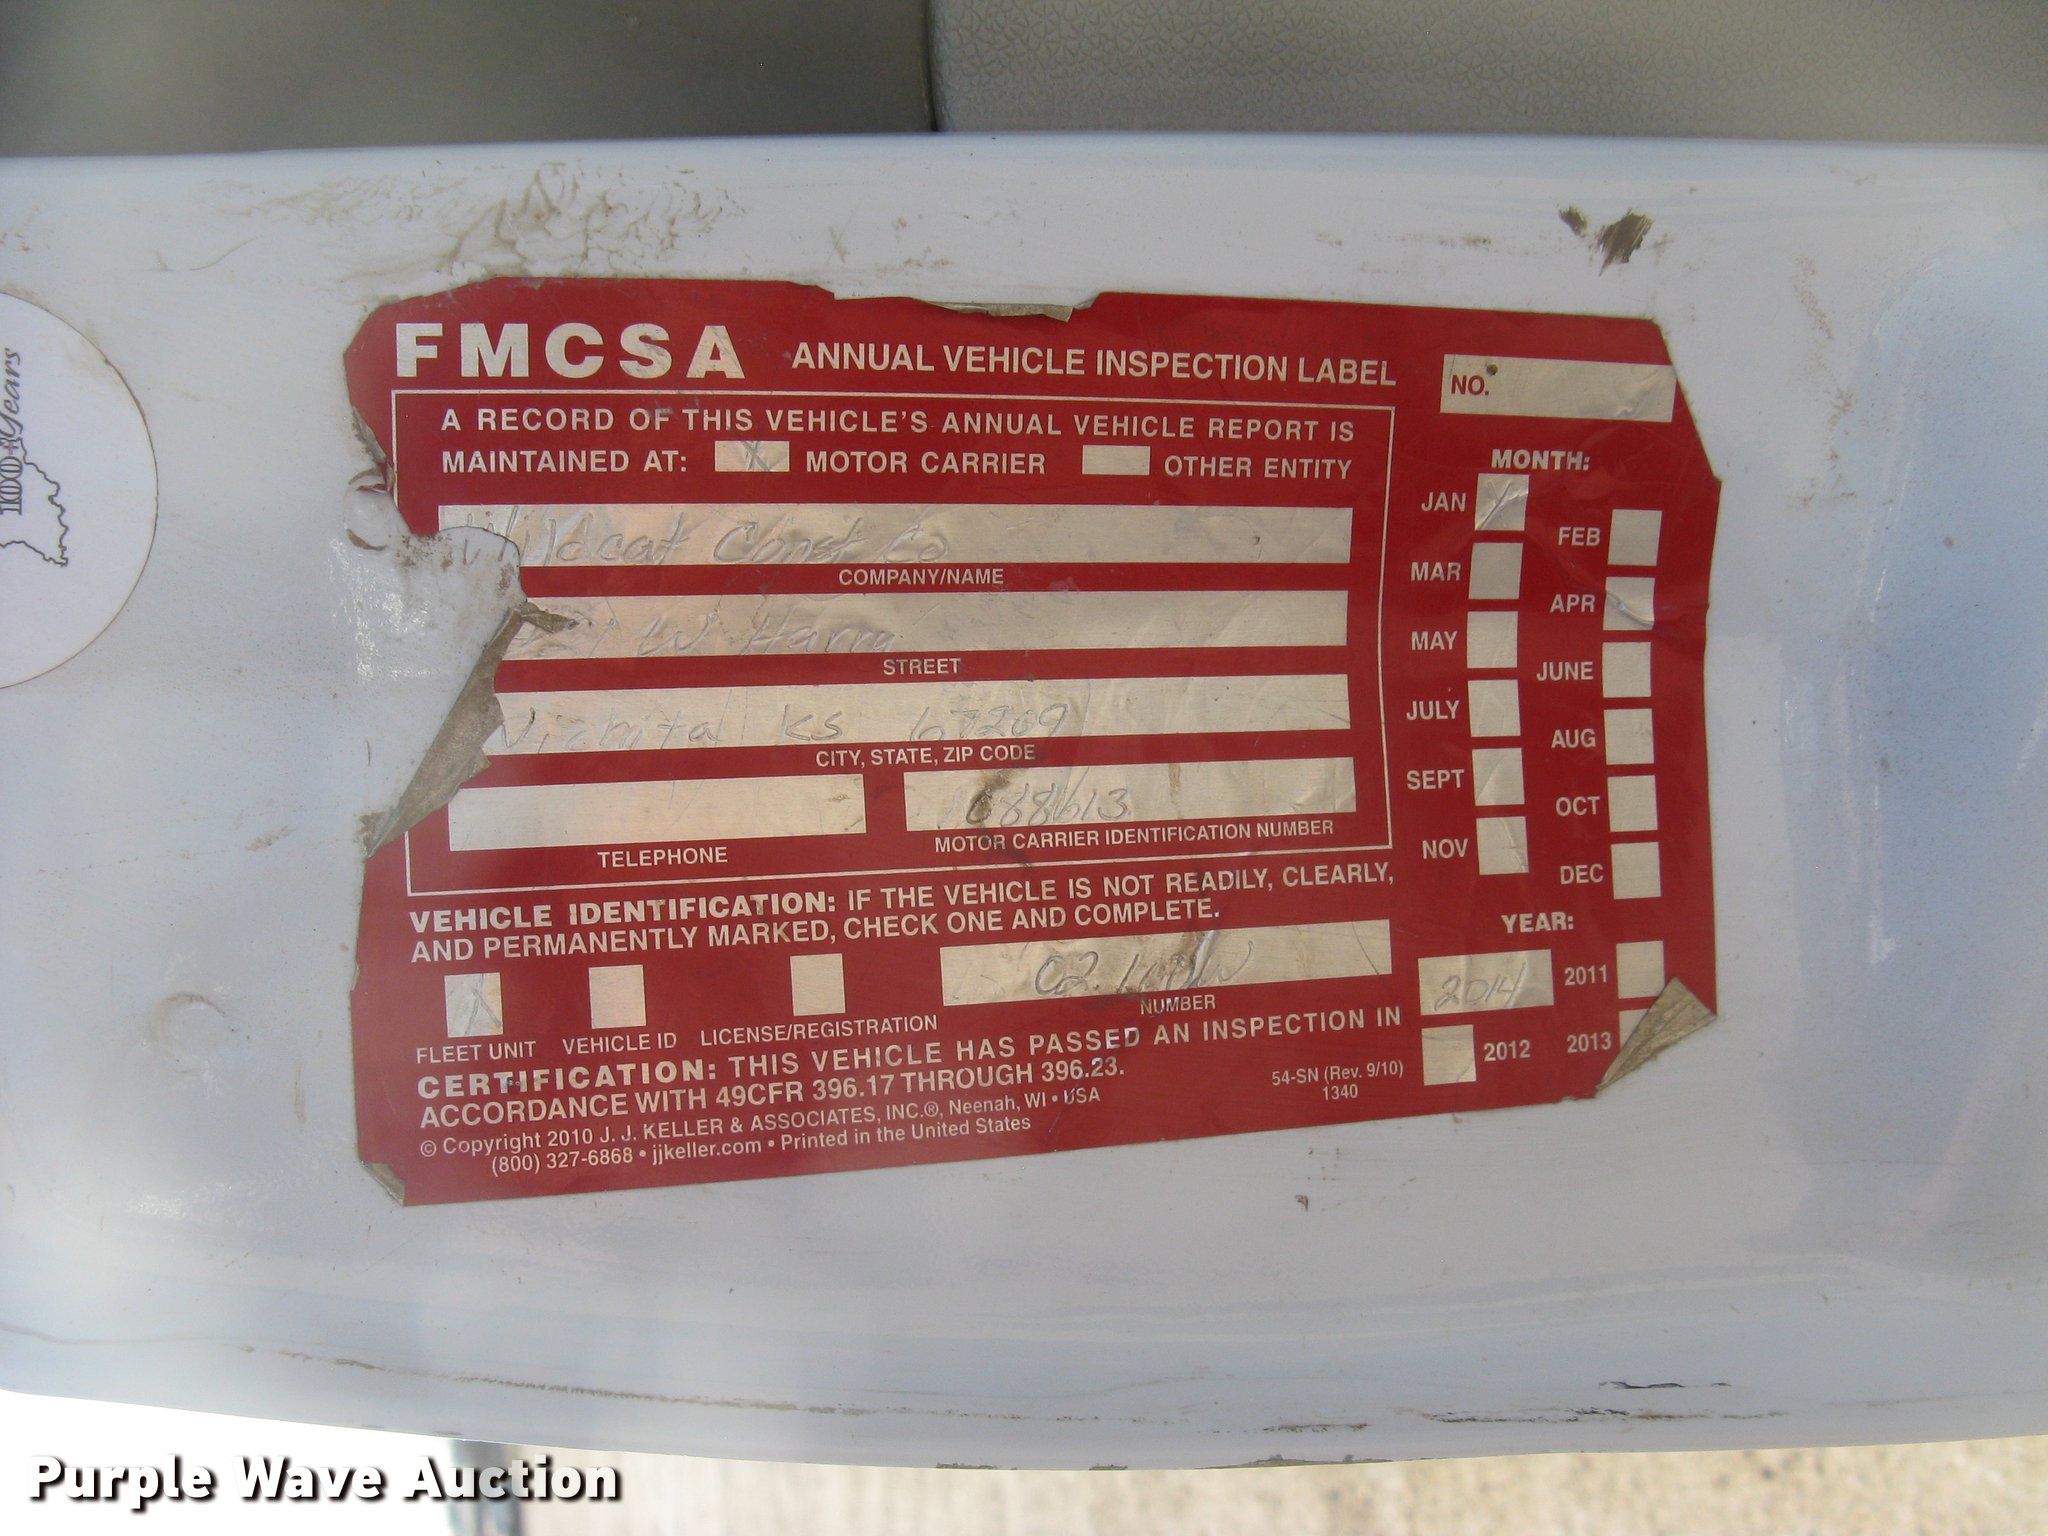 100+ Years
FMCSA ANNUAL VEHICLE INSPECTION LABEL
NO.
A RECORD OF THIS VEHICLE'S ANNUAL VEHICLE REPORT IS
MAINTAINED AT: X MOTOR CARRIER OTHER ENTITY
Wildcat Const Co
COMPANY/NAME
W Harry
STREET
Wichita KS 67209
CITY, STATE, ZIP CODE
TELEPHONE
MOTOR CARRIER IDENTIFICATION NUMBER
VEHICLE IDENTIFICATION: IF THE VEHICLE IS NOT READILY, CLEARLY,
AND PERMANENTLY MARKED, CHECK ONE AND COMPLETE.
X
FLEET UNIT VEHICLE ID LICENSE/REGISTRATION
NUMBER
CERTIFICATION: THIS VEHICLE HAS PASSED AN INSPECTION IN
ACCORDANCE WITH 49CFR 396.17 THROUGH 396.23.
© Copyright 2010 J. J. KELLER & ASSOCIATES, INC.®, Neenah, WI • USA
(800) 327-6868 • jjkeller.com • Printed in the United States
54-SN (Rev. 9/10)
1340
MONTH:
JAN X
FEB
MAR
APR
MAY
JUNE
JULY
AUG
SEPT
OCT
NOV
DEC
YEAR:
2014 2011
2012 2013
Purple Wave Auction